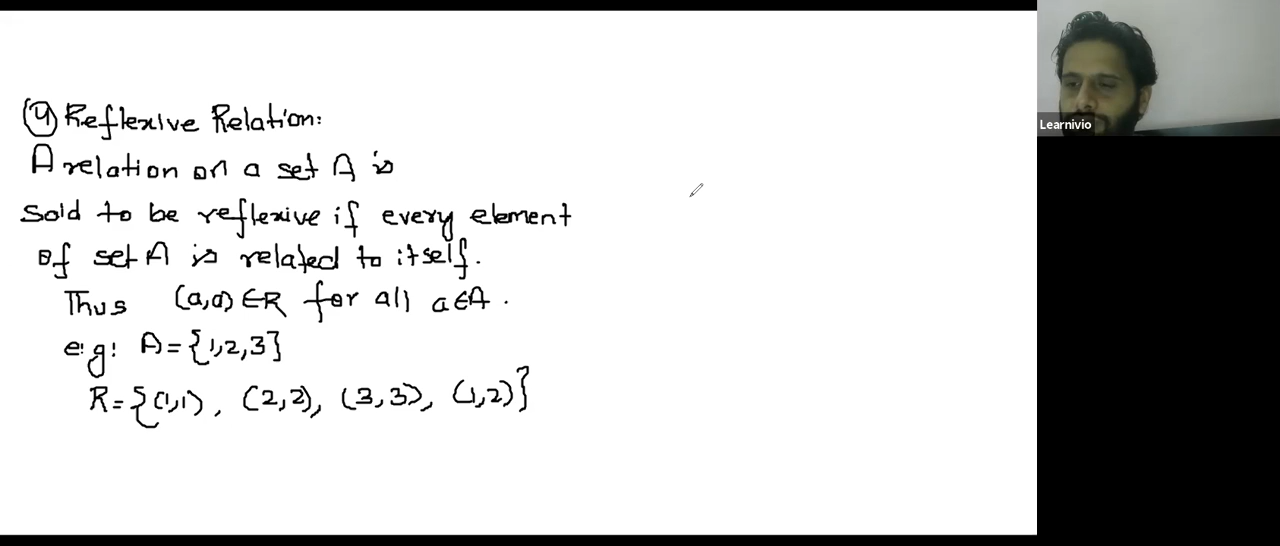 (4) Reflexive Relation:
A relation on a set A is
said to be reflexive if every element
of set A is related to itself.
Thus (a,a) ∈ R for all a ∈ A.
e.g: A = {1,2,3}
R = {(1,1), (2,2), (3,3), (1,2)}
Learnivio